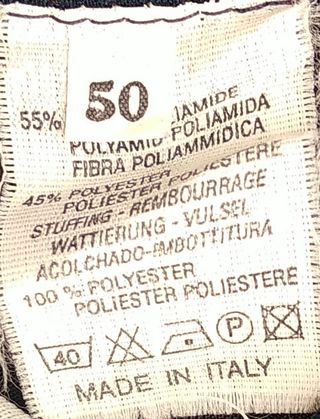 50
55%
IAMIDE
POLYAMID POLIAMIDA
FIBRA POLIAMMIDICA
45% POLYESTER
POLIESTER POLIESTERE
STUFFING - REMBOURRAGE
WATTIERUNG - VULSEL
ACOLCHADO-IMBOTTITURA
100 % POLYESTER
POLIESTER POLIESTERE
40 P
MADE IN ITALY